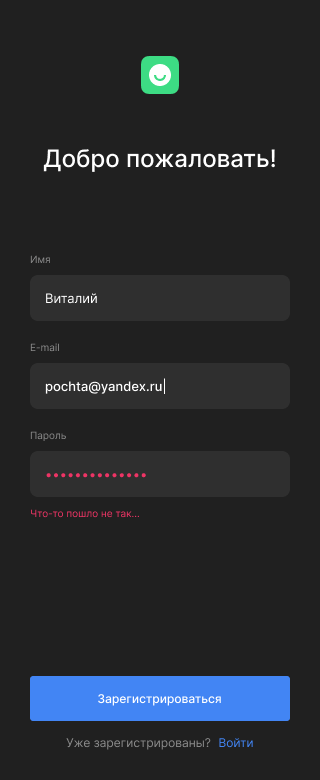 Добро пожаловать!
Имя
Виталий
E-mail
pochta@yandex.ru
Пароль
••••••••••••••
Что-то пошло не так...
Зарегистрироваться
Уже зарегистрированы? Войти